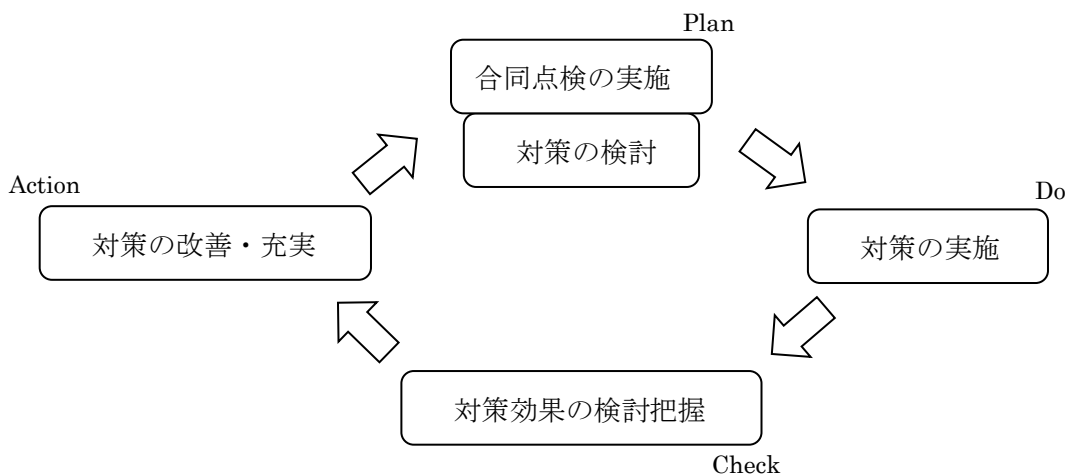 Plan
合同点検の実施
対策の検討
Action
Do
対策の改善・充実
対策の実施
対策効果の検討把握
Check